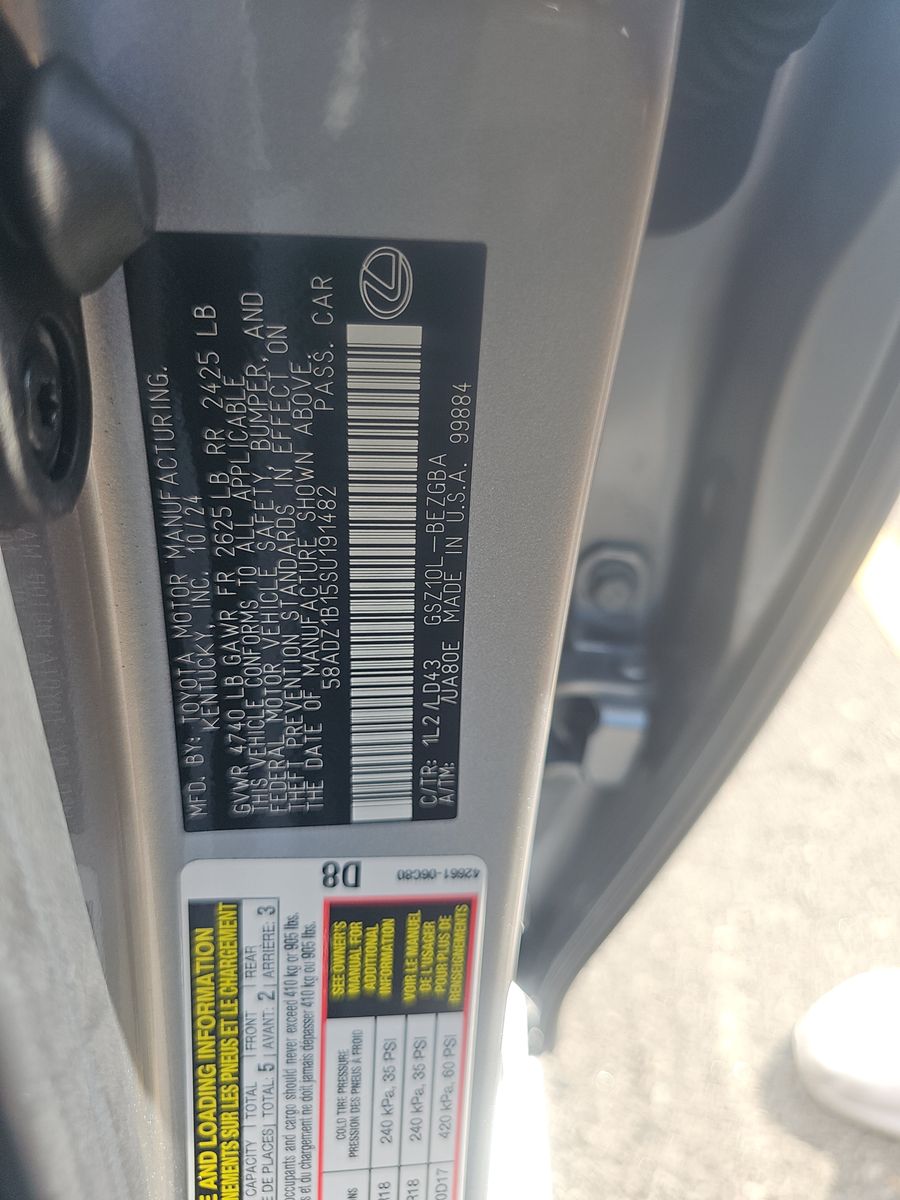 MFD. BY: TOYOTA MOTOR MANUFACTURING.
KENTUCKY INC. 10/24
GVWR 4740 LB GAWR FR 2625 LB RR 2425 LB
THIS VEHICLE CONFORMS TO ALL APPLICABLE
FEDERAL MOTOR VEHICLE SAFETY, BUMPER, AND
THEFT PREVENTION STANDARDS IN EFFECT ON
THE DATE OF MANUFACTURE SHOWN ABOVE.
58ADZ1B15SU191482 PASS. CAR
C/TR: 1L2 /LD43 GSZ10L-BEZGBA
A/TM: /UA80E MADE IN U.S.A. 99884
E AND LOADING INFORMATION
NEMENTS SUR LES PNEUS ET LE CHARGEMENT
CAPACITY TOTAL FRONT REAR
E DE PLACES TOTAL: 5 AVANT: 2 ARRIÈRE: 3
occupants and cargo should never exceed 410 kg or 905 lbs.
s et du chargement ne doit jamais dépasser 410 kg ou 905 lbs.
COLD TIRE PRESSURE
PRESSION DES PNEUS À FROID
240 kPa, 35 PSI
240 kPa, 35 PSI
420 kPa, 60 PSI
SEE OWNER'S
MANUAL FOR
ADDITIONAL
INFORMATION
VOIR LE MANUEL
DE L'USAGER
POUR PLUS DE
RENSEIGNEMENTS
D8
42661-06C80